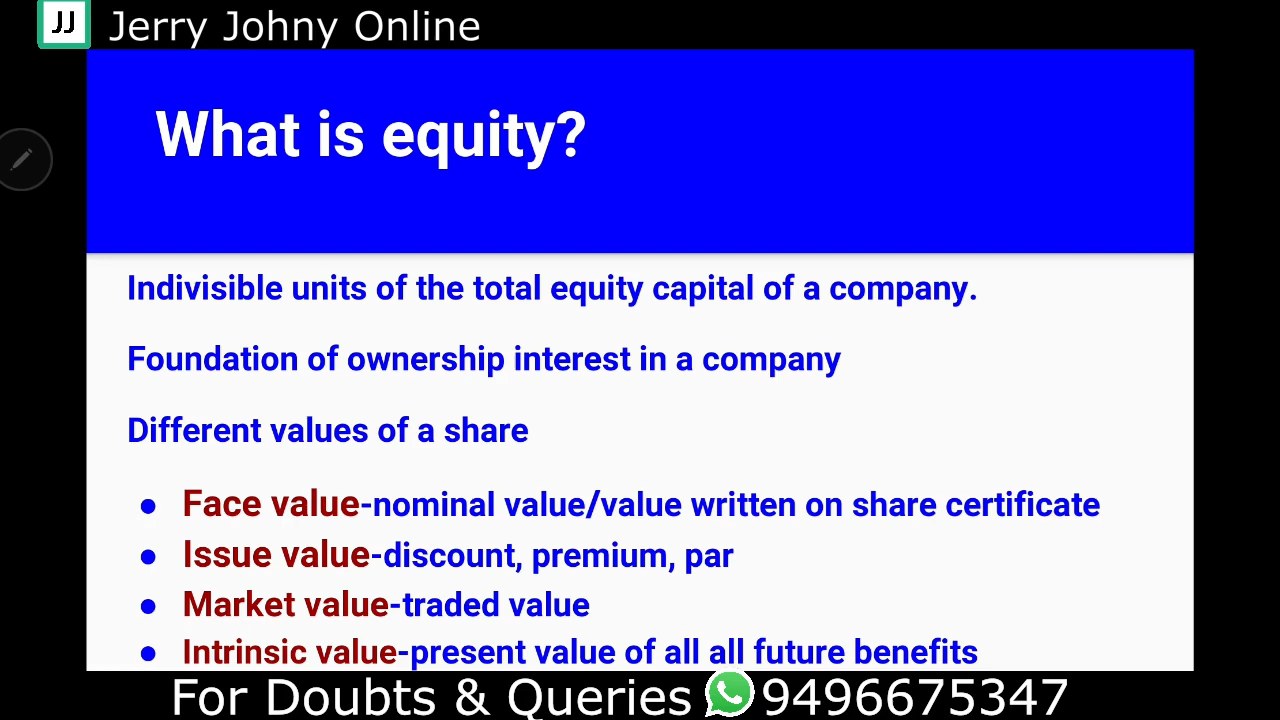 JJ Jerry Johny Online
What is equity?
Indivisible units of the total equity capital of a company.
Foundation of ownership interest in a company
Different values of a share
● Face value-nominal value/value written on share certificate
● Issue value-discount, premium, par
● Market value-traded value
● Intrinsic value-present value of all all future benefits
For Doubts & Queries 9496675347